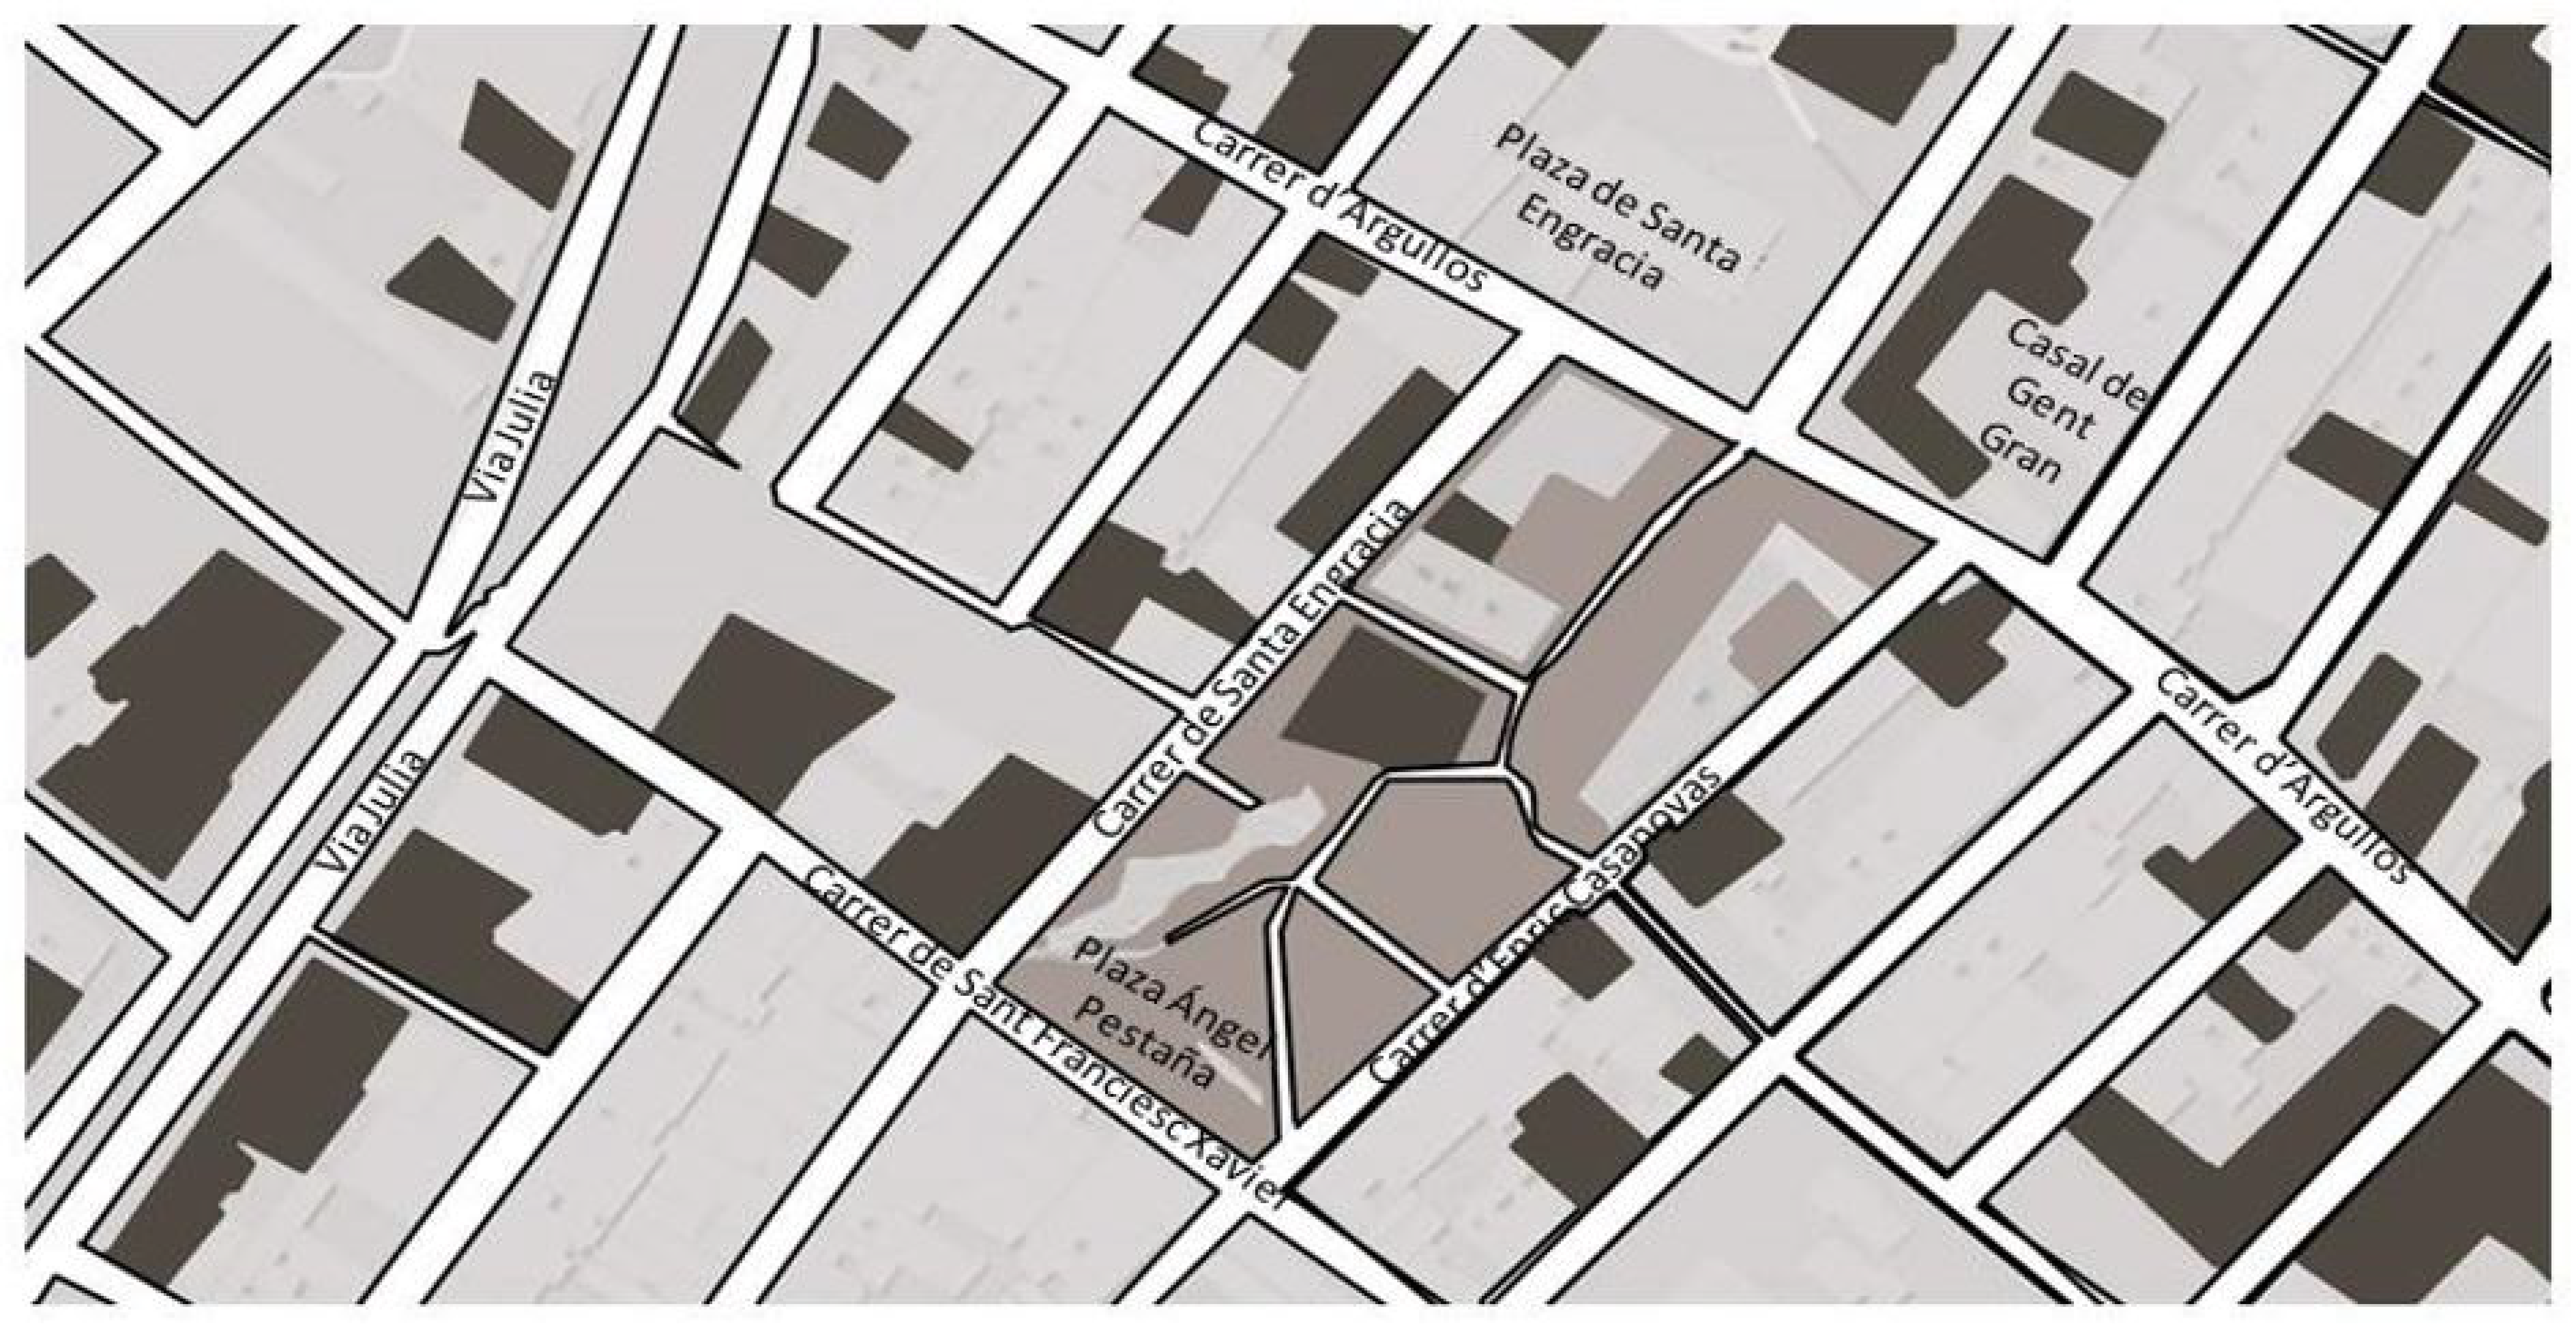 Carrer d'Argullos
Plaza de Santa
Engracia
Casal de
Gent
Gran
Via Julia
Carrer de Santa Engracia
Carrer d'Argullos
Via Julia
Carrer d'Enric Casanovas
Carrer de Sant Franciesc Xavier
Plaza Ángel
Pestaña